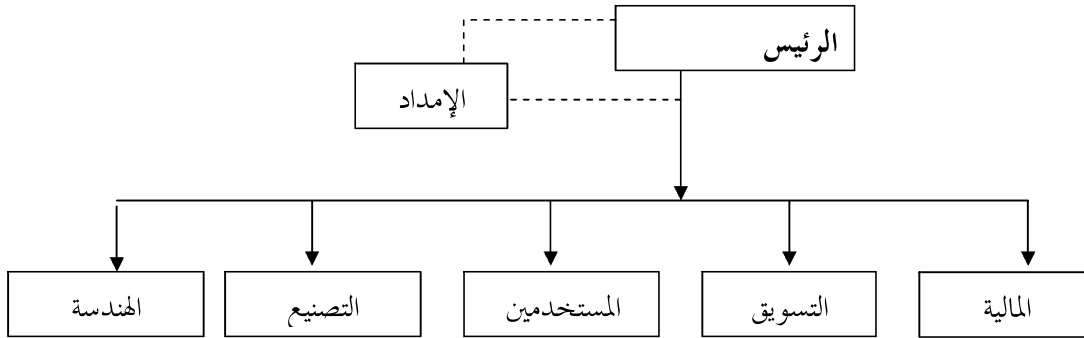 الرئيس
الإمداد
المالية
التسويق
المستخدمين
التصنيع
الهندسة